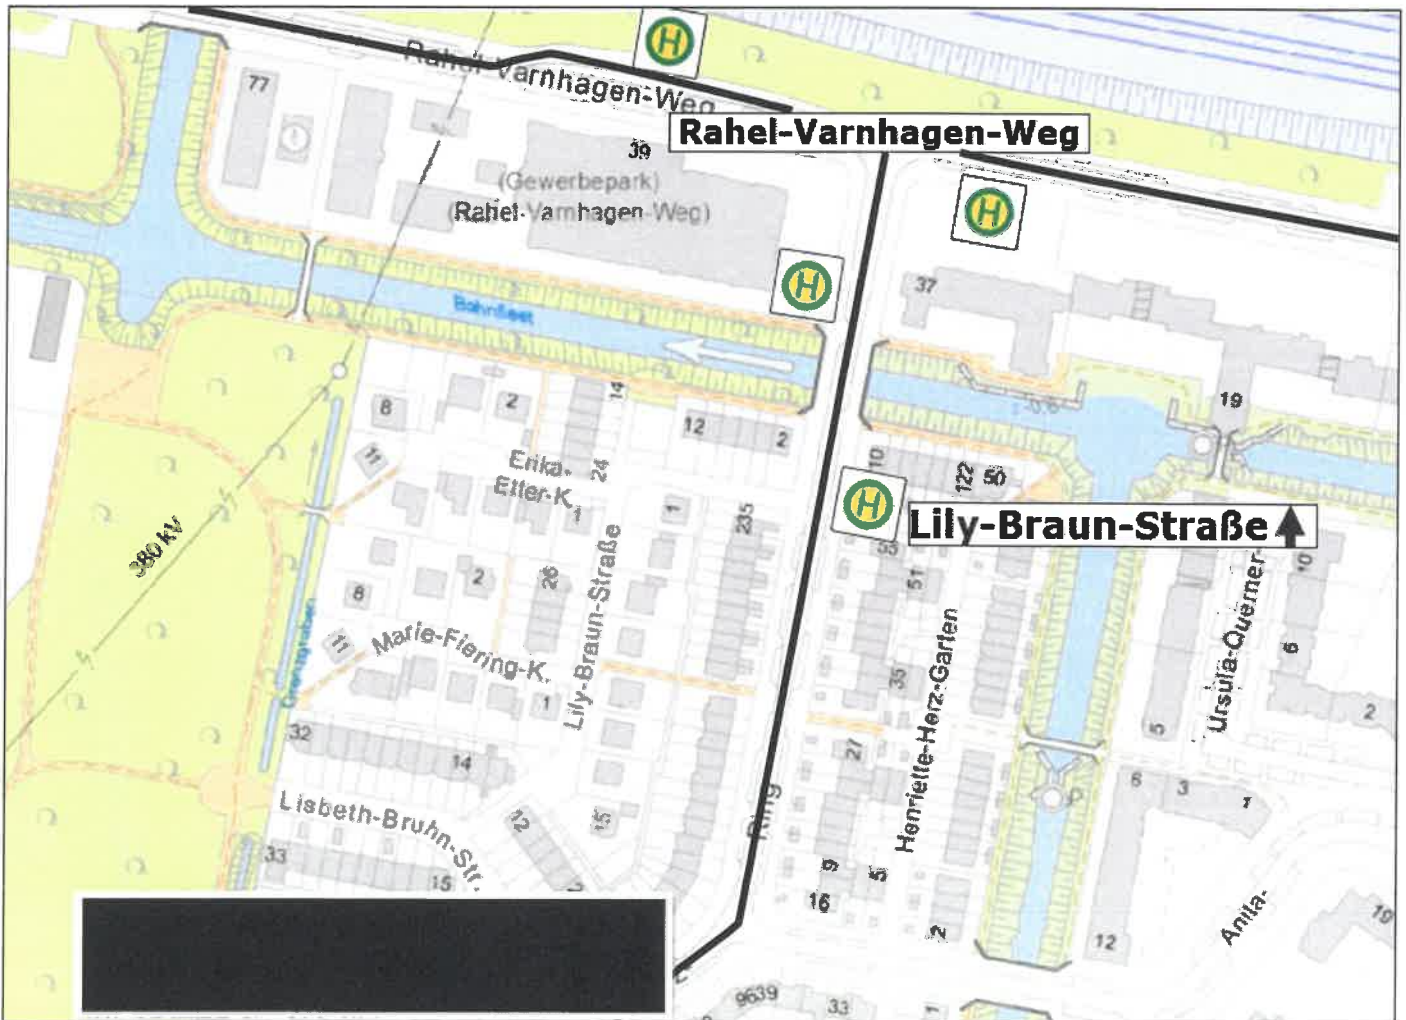 H
Rahel-Varnhagen-Weg
77
Rahel-Varnhagen-Weg
39
(Gewerbepark)
Rahel-Varnhagen-Weg)
H
H
37
Bahnfleet
19
8
2
14
12
2
10
11
Erika-
Etter-K.
24
122
50
H
Lily-Braun-Straße
1
235
380 kV
55
51
10
8
2
26
Lily-Braun-Straße
Ursula-Querner-
6
11
Marie-Fiering-K.
Henriette-Herz-Garten
35
1
2
5
32
14
27
6
3
1
Lisbeth-Bruhn-Str.
12
15
Ring
33
15
9
5
16
2
12
Anita-
19
9639
33
1